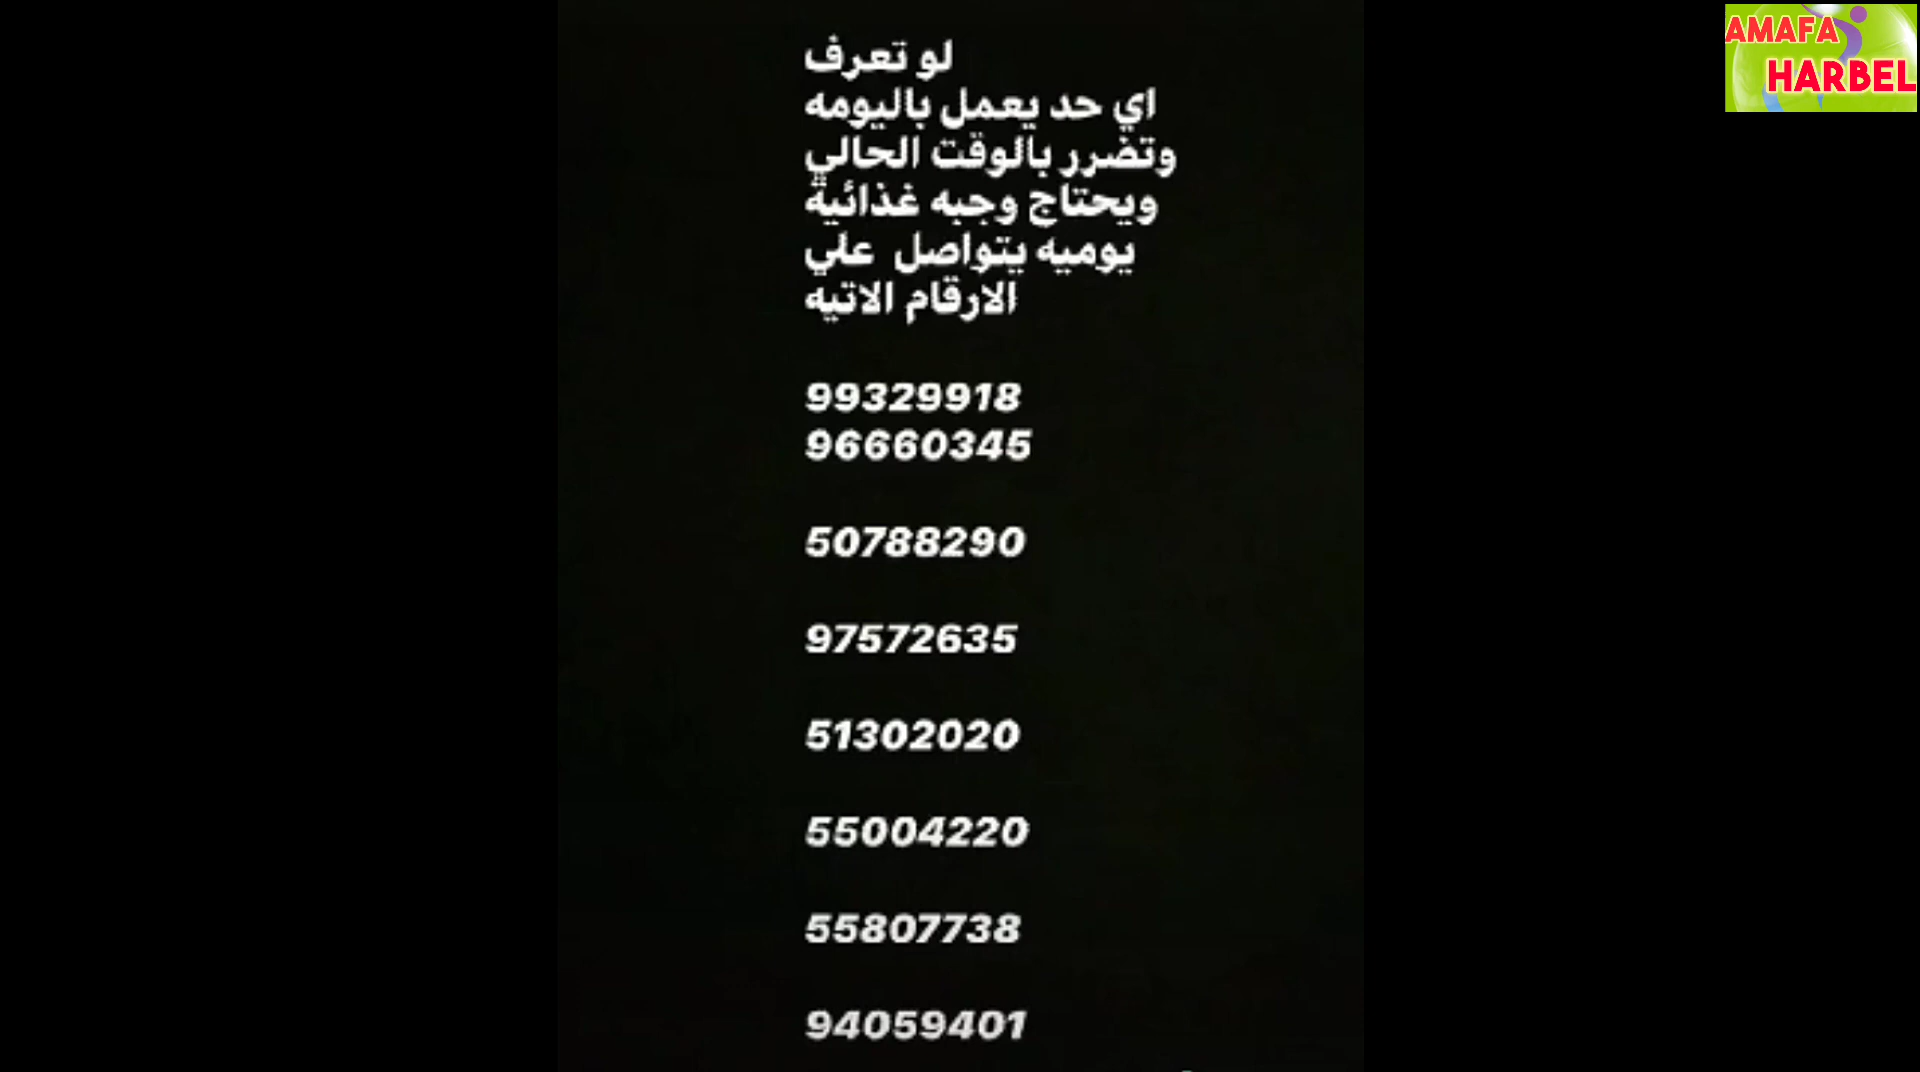 لو تعرف
اي حد يعمل باليومه
وتضرر بالوقت الحالي
ويحتاج وجبه غذائية
يوميه يتواصل علي
الارقام الاتيه
99329918
96660345
50788290
97572635
51302020
55004220
55807738
94059401
AMAFA
HARBEL